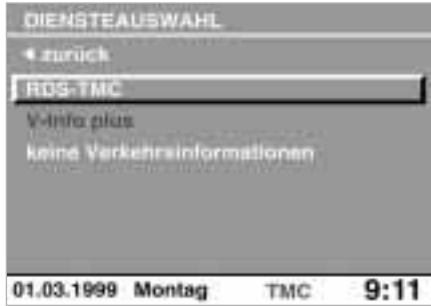 DIENSTEAUSWAHL
◄ zurück
RDS-TMC
V-Info plus
keine Verkehrsinformationen
01.03.1999 Montag TMC 9:11